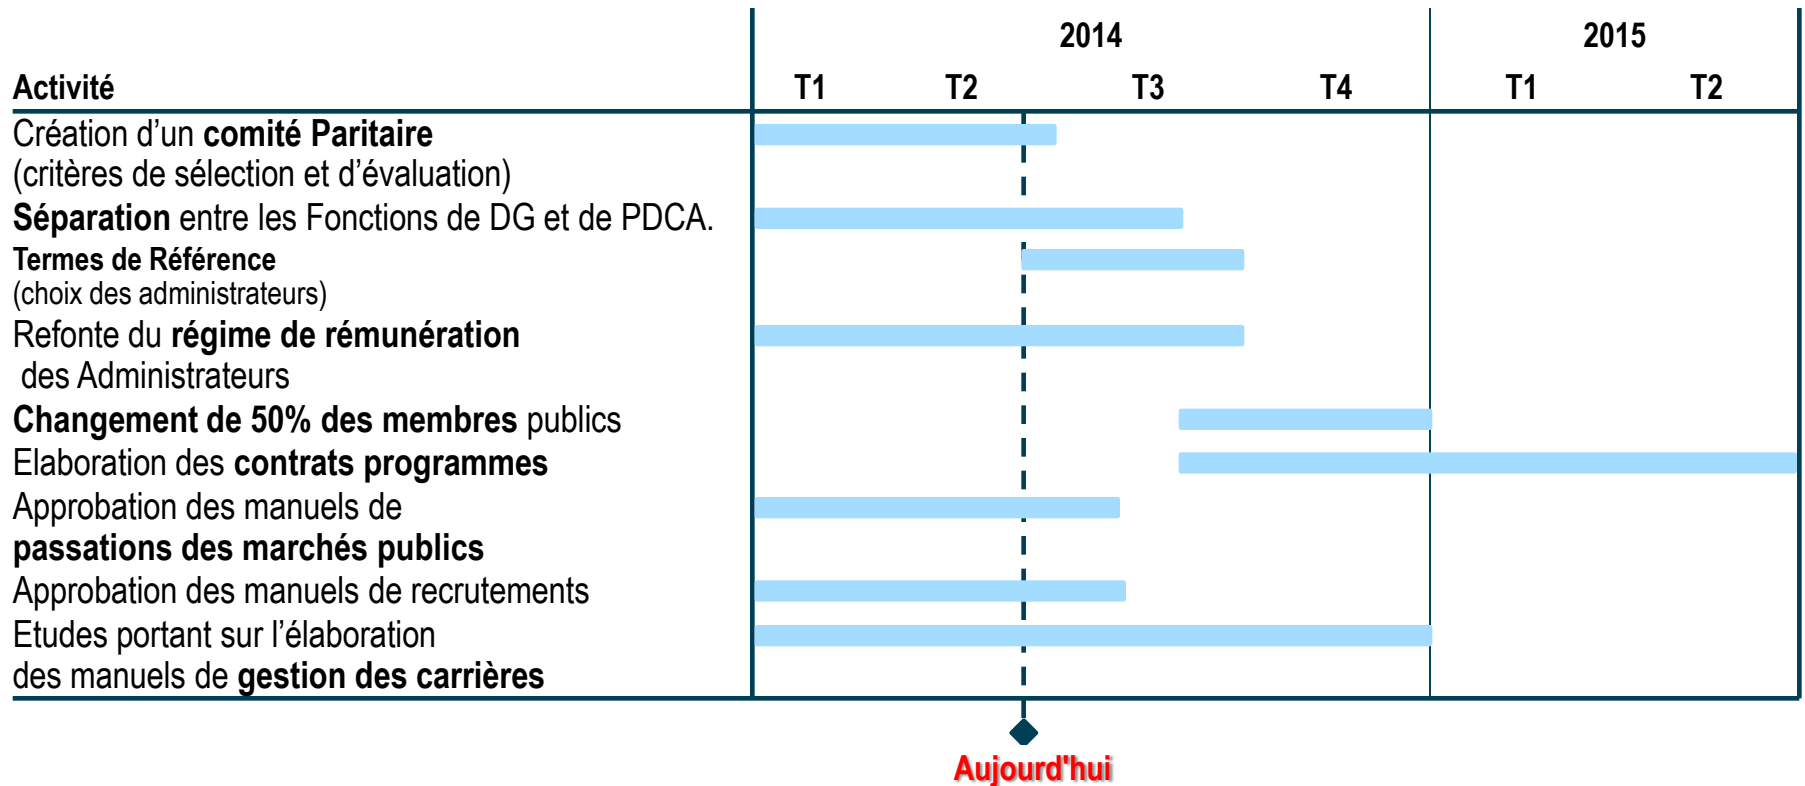 2014 2015
Activité T1 T2 T3 T4 T1 T2
Création d’un comité Paritaire
(critères de sélection et d’évaluation)
Séparation entre les Fonctions de DG et de PDCA.
Termes de Référence
(choix des administrateurs)
Refonte du régime de rémunération
des Administrateurs
Changement de 50% des membres publics
Elaboration des contrats programmes
Approbation des manuels de
passations des marchés publics
Approbation des manuels de recrutements
Etudes portant sur l’élaboration
des manuels de gestion des carrières
Aujourd'hui